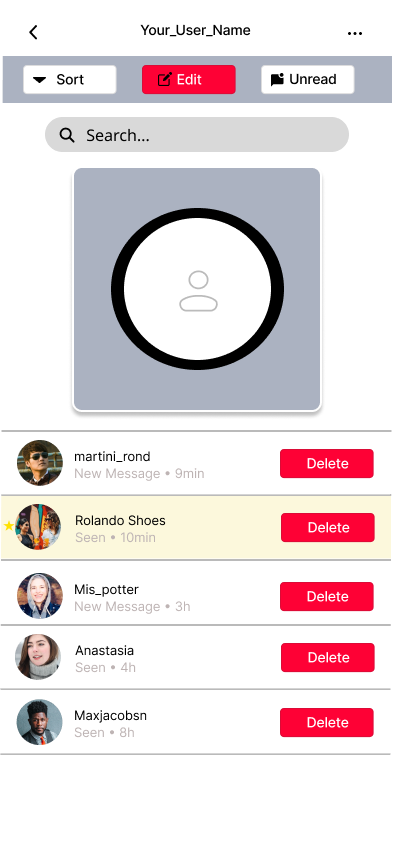 Your_User_Name
Sort
Edit
Unread
Search...
martini_rond
New Message • 9min
Delete
Rolando Shoes
Seen • 10min
Delete
Mis_potter
New Message • 3h
Delete
Anastasia
Seen • 4h
Delete
Maxjacobsn
Seen • 8h
Delete